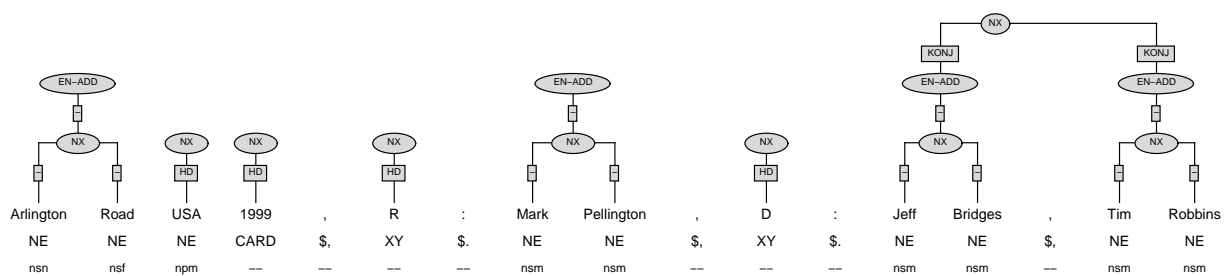 NX
KONJ KONJ
EN–ADD EN–ADD EN–ADD EN–ADD
– – – –
NX NX NX NX NX NX NX NX
– – HD HD HD – – HD – – – –
Arlington Road USA 1999 , R : Mark Pellington , D : Jeff Bridges , Tim Robbins
NE NE NE CARD $, XY $. NE NE $, XY $. NE NE $, NE NE
nsn nsf npm –– –– –– –– nsm nsm –– –– –– nsm nsm –– nsm nsm